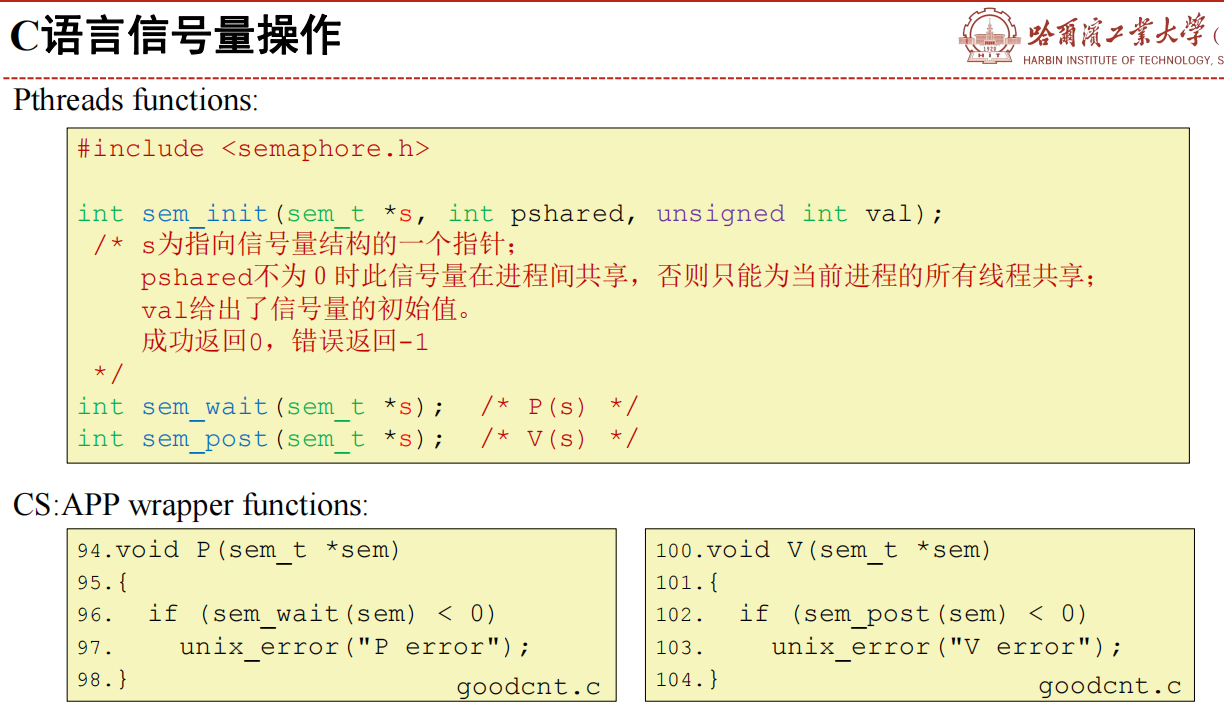 C语言信号量操作
哈尔滨工业大学（
HARBIN INSTITUTE OF TECHNOLOGY, S
1920
HIT
Pthreads functions:
#include <semaphore.h>
int sem_init(sem_t *s, int pshared, unsigned int val);
/* s为指向信号量结构的一个指针；
pshared不为０时此信号量在进程间共享，否则只能为当前进程的所有线程共享；
val给出了信号量的初始值。
成功返回0，错误返回-1
*/
int sem_wait(sem_t *s);  /* P(s) */
int sem_post(sem_t *s);  /* V(s) */
CS:APP wrapper functions:
94.void P(sem_t *sem)
95.{
96.  if (sem_wait(sem) < 0)
97.    unix_error("P error");
98.}
goodcnt.c
100.void V(sem_t *sem)
101.{
102.  if (sem_post(sem) < 0)
103.    unix_error("V error");
104.}
goodcnt.c